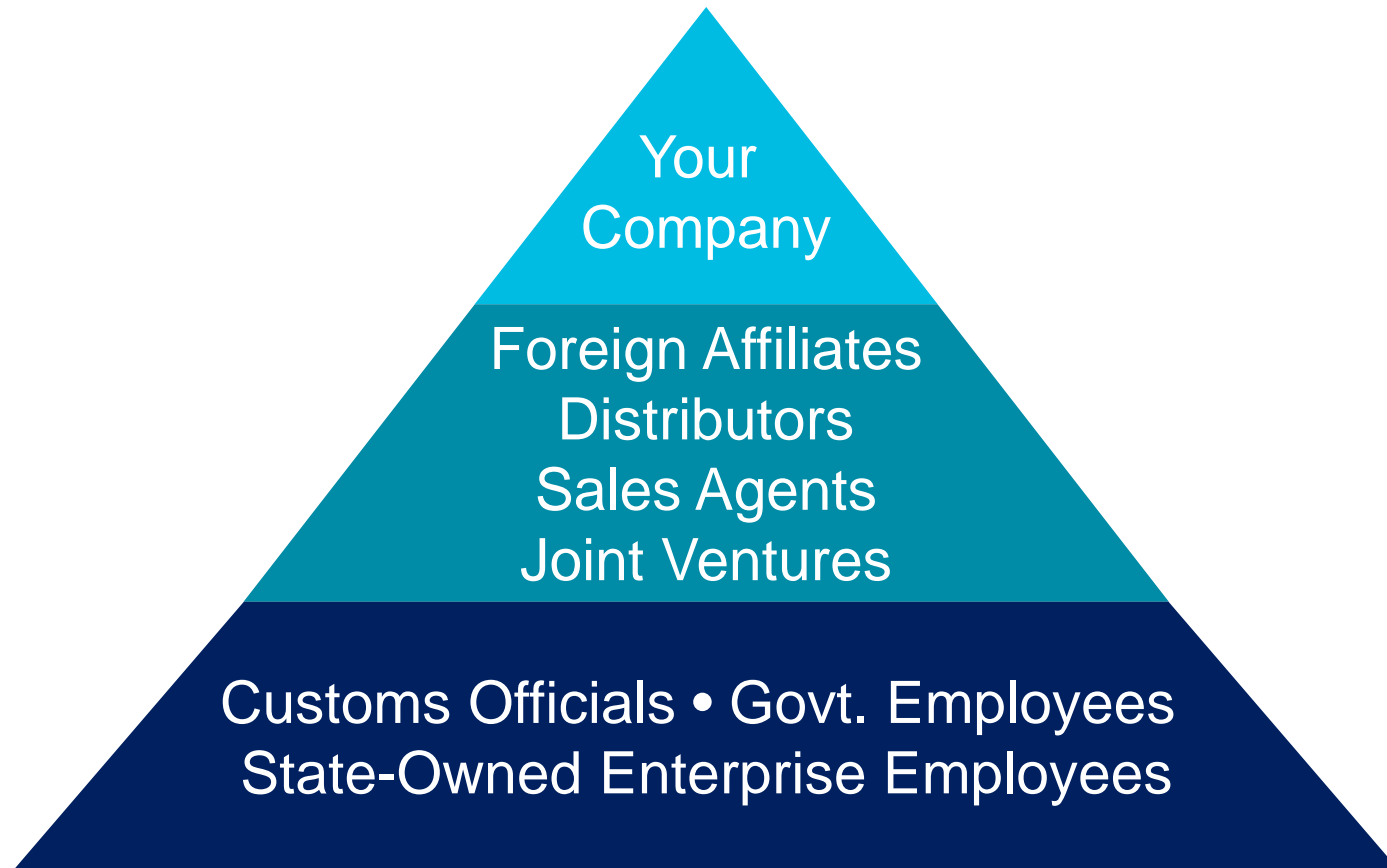 Your
Company
Foreign Affiliates
Distributors
Sales Agents
Joint Ventures
Customs Officials • Govt. Employees
State-Owned Enterprise Employees